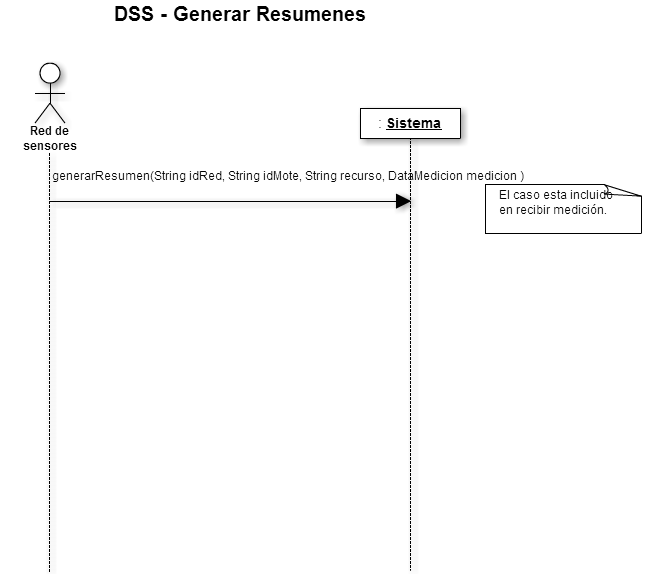 DSS - Generar Resumenes
Red de
sensores
: Sistema
generarResumen(String idRed, String idMote, String recurso, DataMedicion medicion )
El caso esta incluido
en recibir medición.